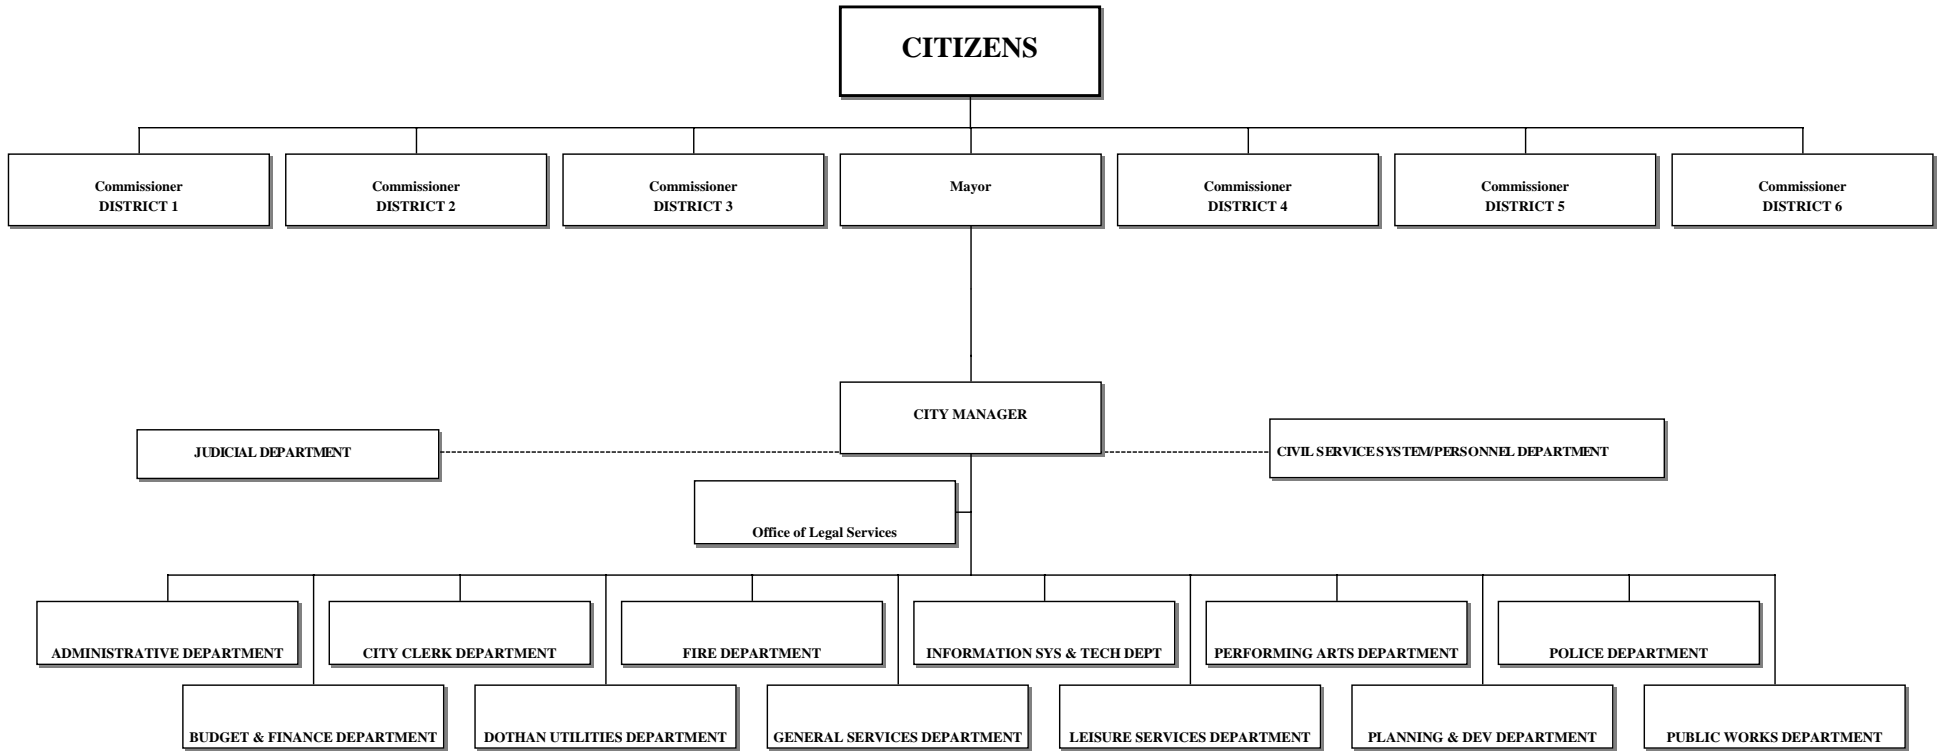 CITIZENS
Commissioner
DISTRICT 1
Commissioner
DISTRICT 2
Commissioner
DISTRICT 3
Mayor
Commissioner
DISTRICT 4
Commissioner
DISTRICT 5
Commissioner
DISTRICT 6
CITY MANAGER
JUDICIAL DEPARTMENT
CIVIL SERVICE SYSTEM/PERSONNEL DEPARTMENT
Office of Legal Services
ADMINISTRATIVE DEPARTMENT
CITY CLERK DEPARTMENT
FIRE DEPARTMENT
INFORMATION SYS & TECH DEPT
PERFORMING ARTS DEPARTMENT
POLICE DEPARTMENT
BUDGET & FINANCE DEPARTMENT
DOTHAN UTILITIES DEPARTMENT
GENERAL SERVICES DEPARTMENT
LEISURE SERVICES DEPARTMENT
PLANNING & DEV DEPARTMENT
PUBLIC WORKS DEPARTMENT